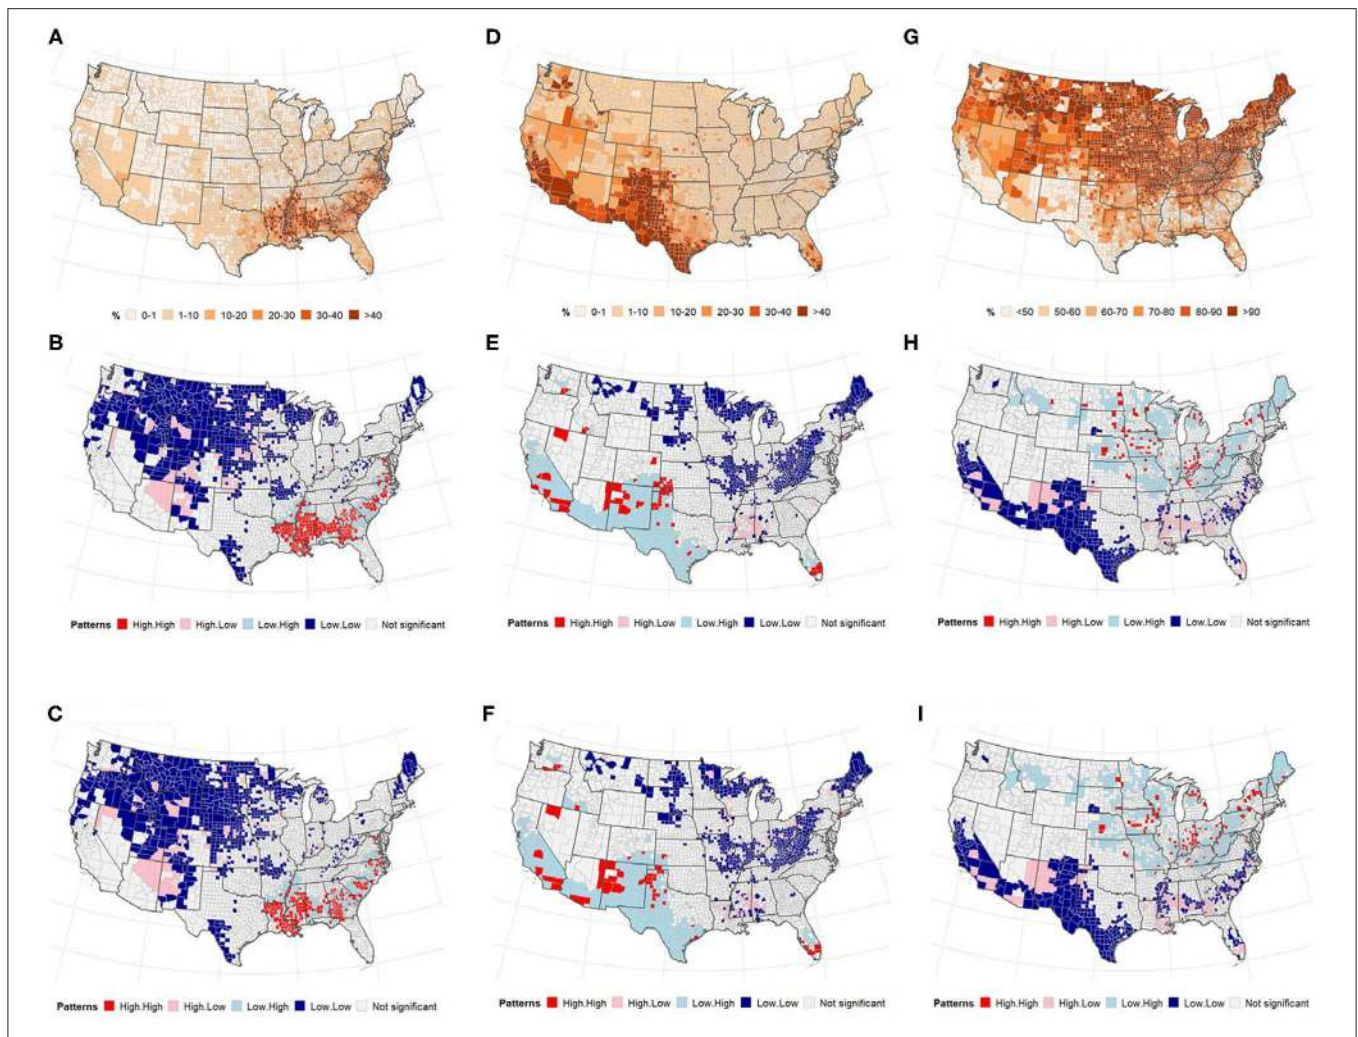 A
D
G
% 0-1 1-10 10-20 20-30 30-40 >40
% 0-1 1-10 10-20 20-30 30-40 >40
% <50 50-60 60-70 70-80 80-90 >90
B
E
H
Patterns High.High High.Low Low.High Low.Low Not significant
Patterns High.High High.Low Low.High Low.Low Not significant
Patterns High.High High.Low Low.High Low.Low Not significant
C
F
I
Patterns High.High High.Low Low.High Low.Low Not significant
Patterns High.High High.Low Low.High Low.Low Not significant
Patterns High.High High.Low Low.High Low.Low Not significant